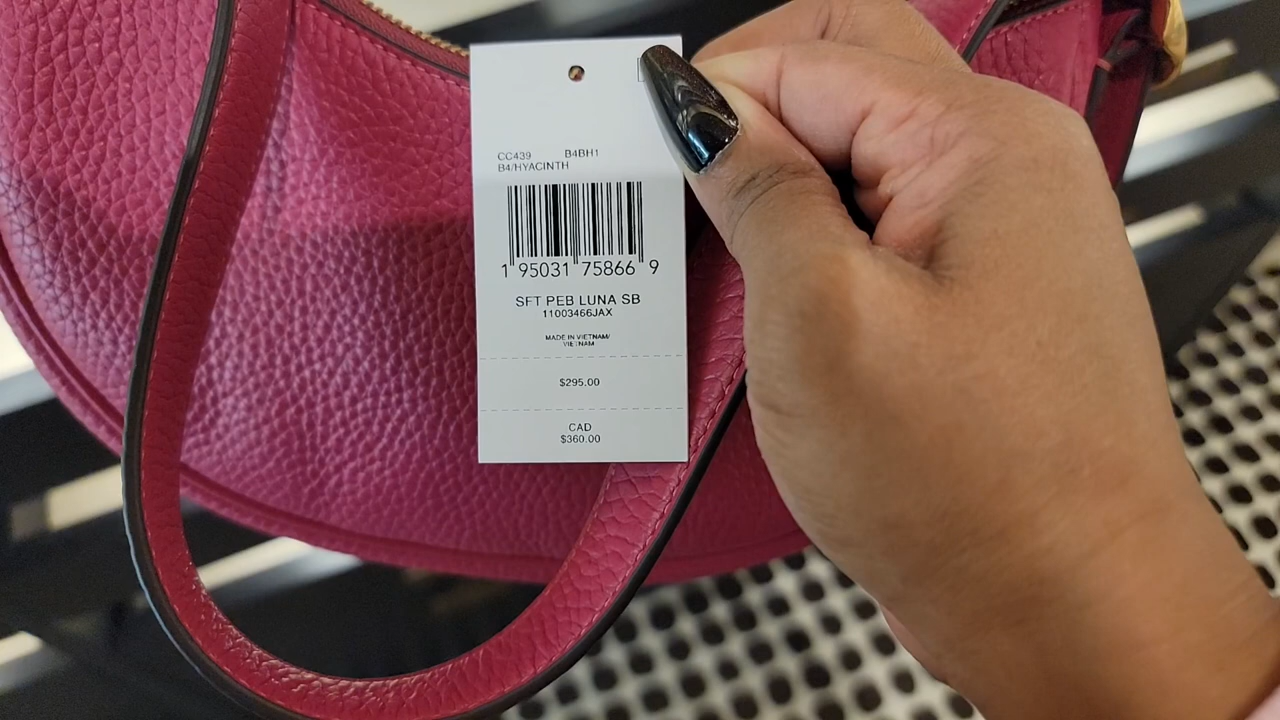 CC439 B4BH1
B4/HYACINTH
1 95031 75866 9
SFT PEB LUNA SB
11003466JAX
MADE IN VIETNAM/
VIETNAM
$295.00
CAD
$360.00